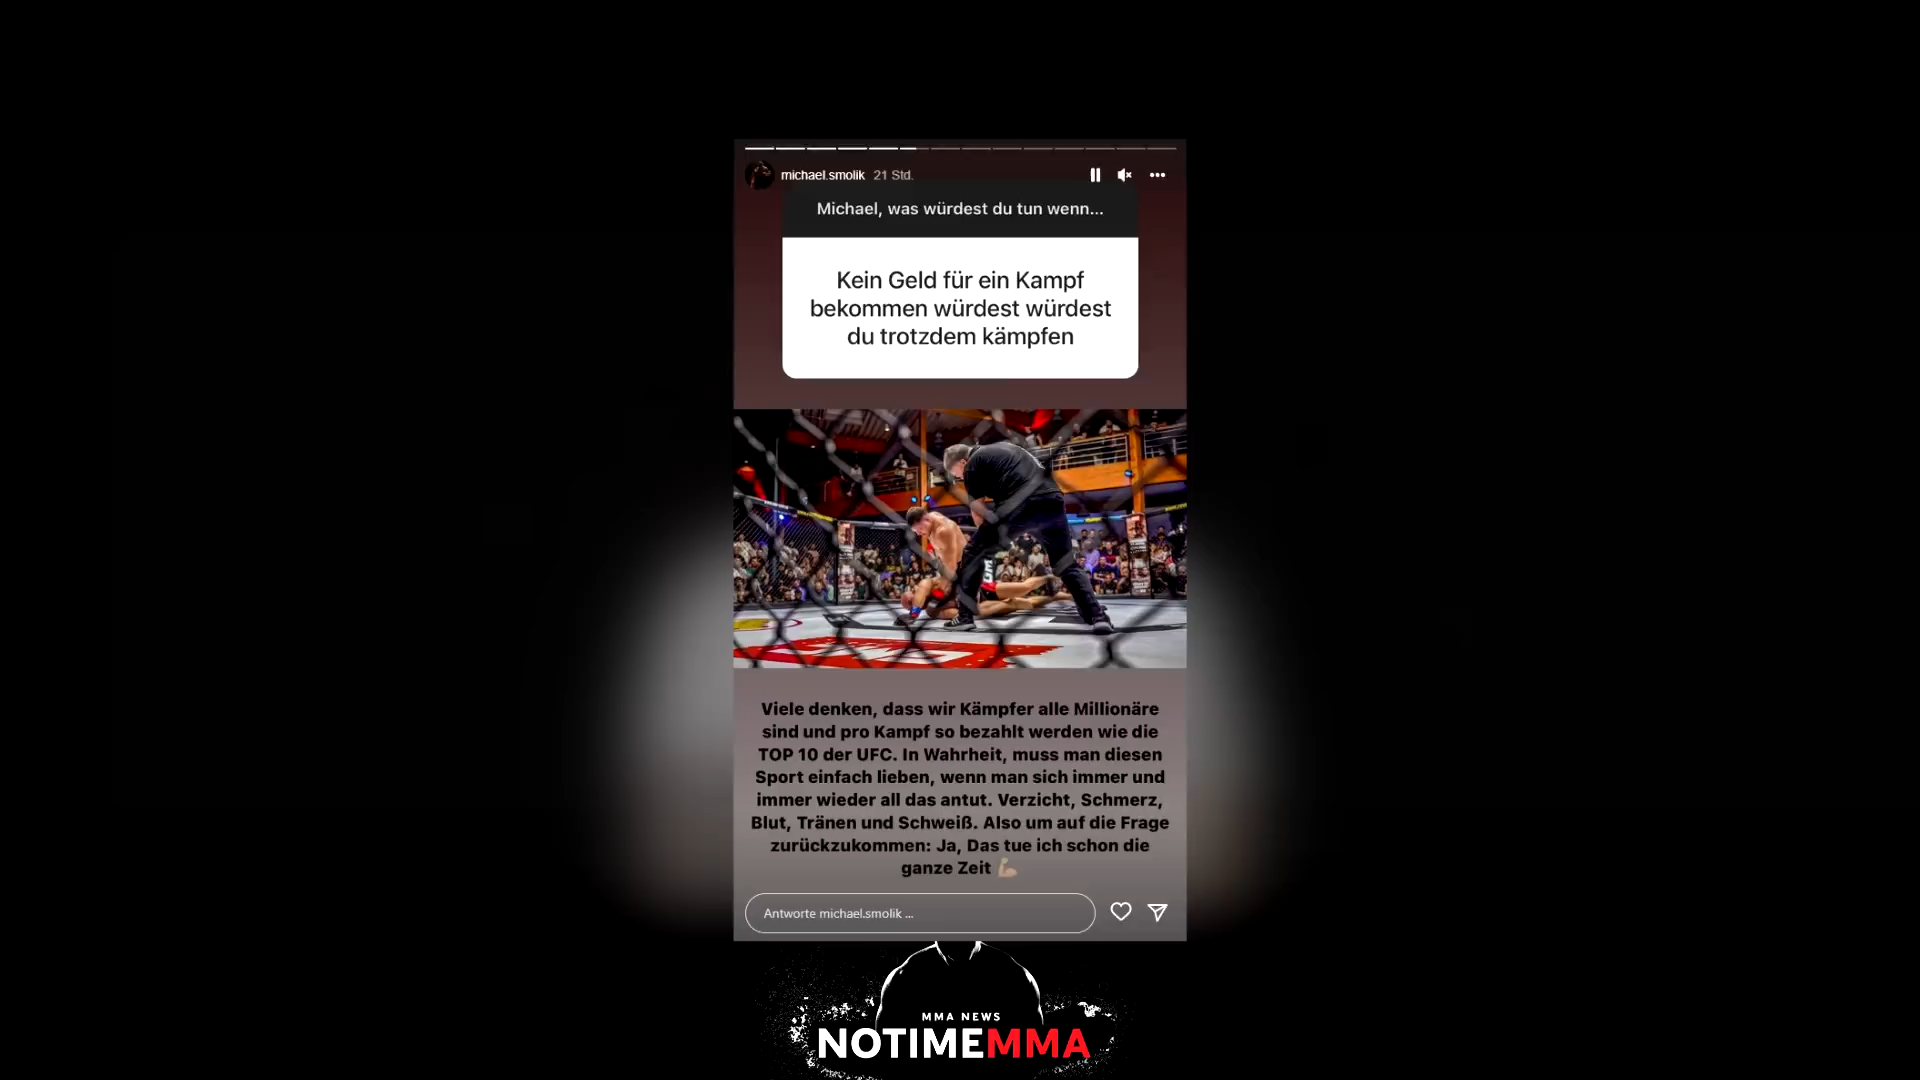 michael.smolik 21 Std.
Michael, was würdest du tun wenn...
Kein Geld für ein Kampf
bekommen würdest würdest
du trotzdem kämpfen
Viele denken, dass wir Kämpfer alle Millionäre
sind und pro Kampf so bezahlt werden wie die
TOP 10 der UFC. In Wahrheit, muss man diesen
Sport einfach lieben, wenn man sich immer und
immer wieder all das antut. Verzicht, Schmerz,
Blut, Tränen und Schweiß. Also um auf die Frage
zurückzukommen: Ja, Das tue ich schon die
ganze Zeit 💪🏼
Antworte michael.smolik ...
MMA NEWS
NOTIMEMMA